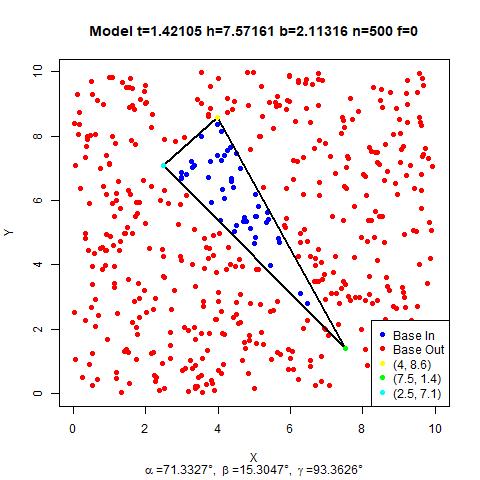 Model t=1.42105 h=7.57161 b=2.11316 n=500 f=0
10
8
6
4
2
0
Y
Base In
Base Out
(4, 8.6)
(7.5, 1.4)
(2.5, 7.1)
0 2 4 6 8 10
X
α=71.3327°, β=15.3047°, γ=93.3626°